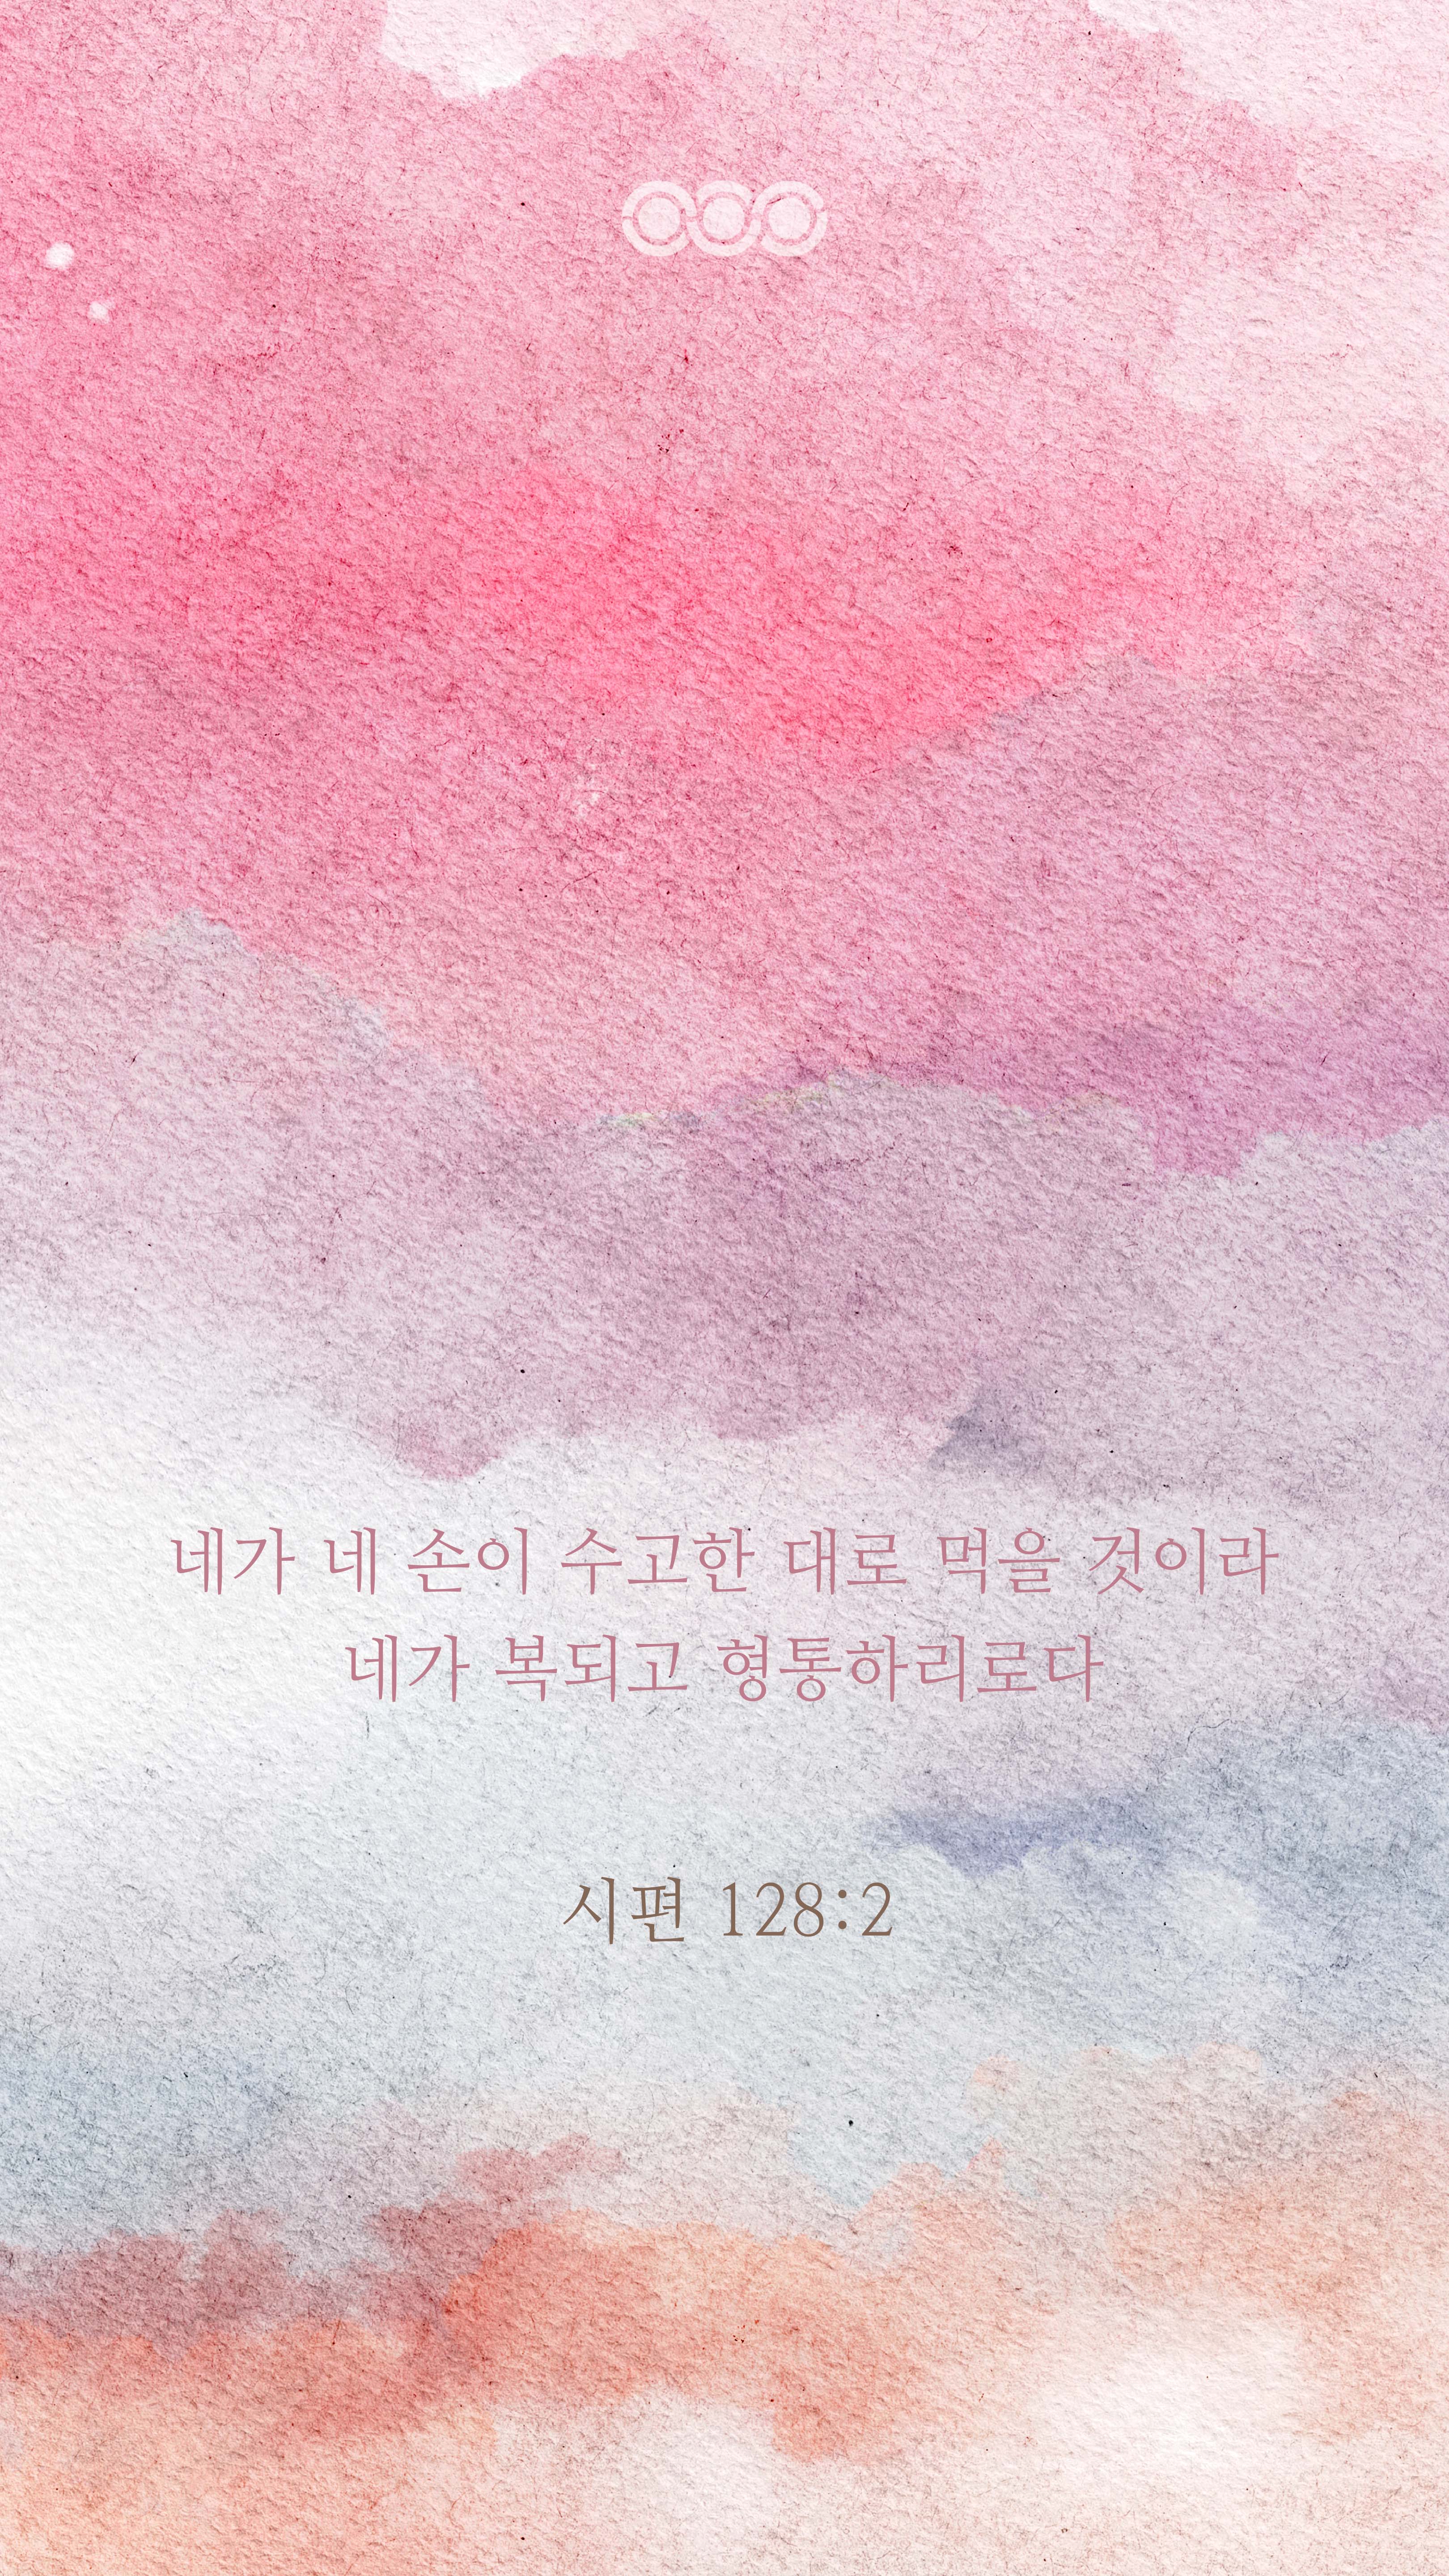 네가 네 손이 수고한 대로 먹을 것이라
네가 복되고 형통하리로다
시편 128:2